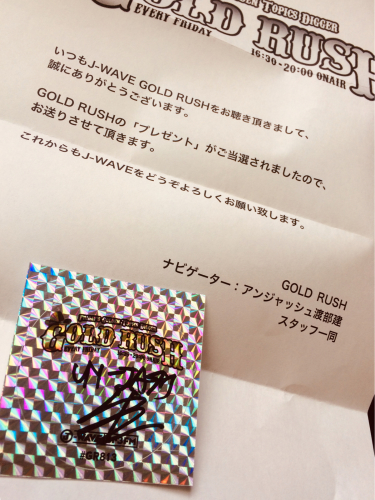 TOPICS DIGGER
GOLD RUSH
EVERY FRIDAY 16:30-20:00 ONAIR
いつもJ-WAVE GOLD RUSHをお聴き頂きまして、
誠にありがとうございます。
GOLD RUSHの「プレゼント」がご当選されましたので、
お送りさせて頂きます。
これからもJ-WAVEをどうぞよろしくお願い致します。
GOLD RUSH
ナビゲーター：アンジャッシュ渡部建
スタッフ一同
GOLD RUSH
EVERY FRIDAY
#GR813